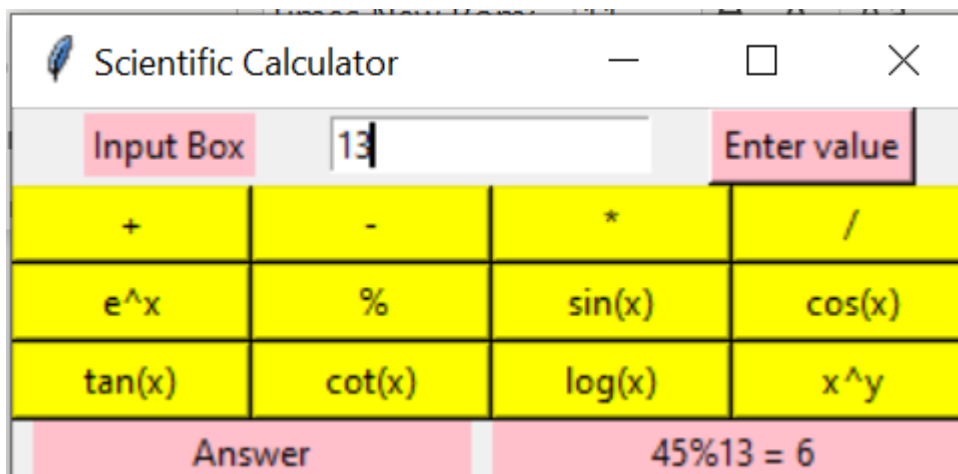 Scientific Calculator
Input Box 13 Enter value
+ - * /
e^x % sin(x) cos(x)
tan(x) cot(x) log(x) x^y
Answer 45%13 = 6